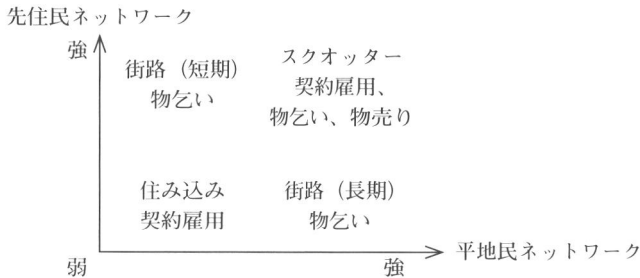 先住民ネットワーク
強
街路（短期）
物乞い
スクオッター
契約雇用、
物乞い、物売り
住み込み
契約雇用
街路（長期）
物乞い
平地民ネットワーク
弱
強